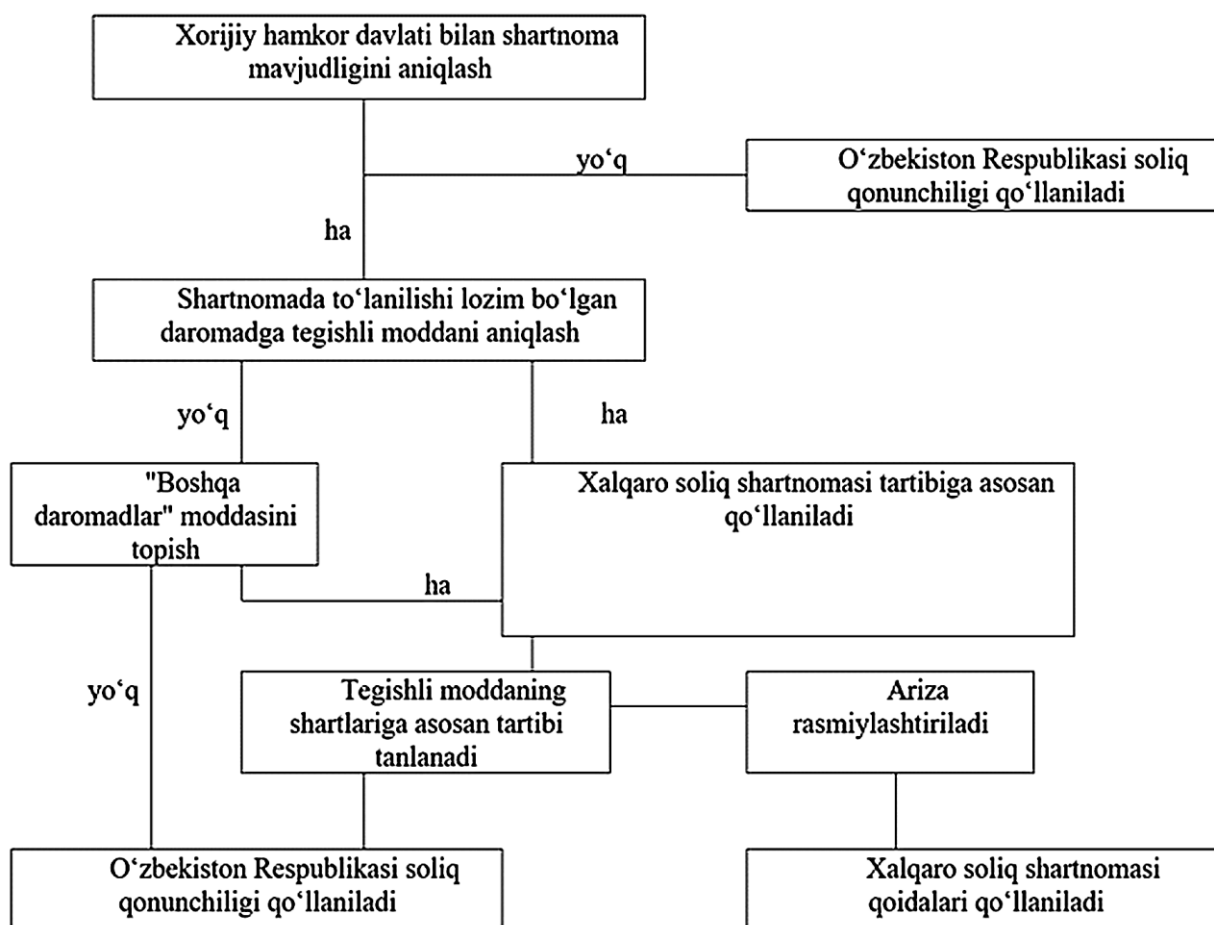 Xorijiy hamkor davlati bilan shartnoma
mavjudligini aniqlash
yo‘q
O‘zbekiston Respublikasi soliq
qonunchiligi qo‘llaniladi
ha
Shartnomada to‘lanilishi lozim bo‘lgan
daromadga tegishli moddani aniqlash
yo‘q
ha
"Boshqa
daromadlar" moddasini
topish
Xalqaro soliq shartnomasi tartibiga asosan
qo‘llaniladi
ha
yo‘q
Tegishli moddaning
shartlariga asosan tartibi
tanlanadi
Ariza
rasmiylashtiriladi
O‘zbekiston Respublikasi soliq
qonunchiligi qo‘llaniladi
Xalqaro soliq shartnomasi
qoidalari qo‘llaniladi